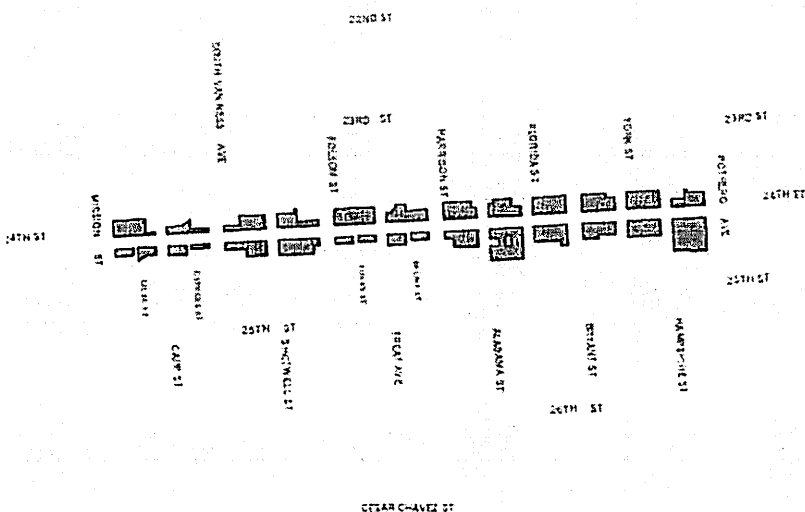 22ND ST
SOUTH VAN NESS AVE
23RD ST
23RD ST
FOLSOM ST
HARRISON ST
FLORIDA ST
YORK ST
POTRERO AVE
MISSION ST
24TH ST
24TH ST
25TH ST
25TH ST
CAPP ST
SHOTWELL ST
TREAT AVE
ALABAMA ST
BRYANT ST
HAMPSHIRE ST
26TH ST
CESAR CHAVEZ ST